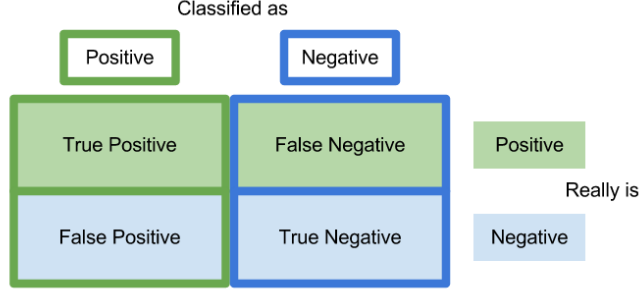 Classified as
Positive
Negative
True Positive
False Negative
Positive
Really is
False Positive
True Negative
Negative